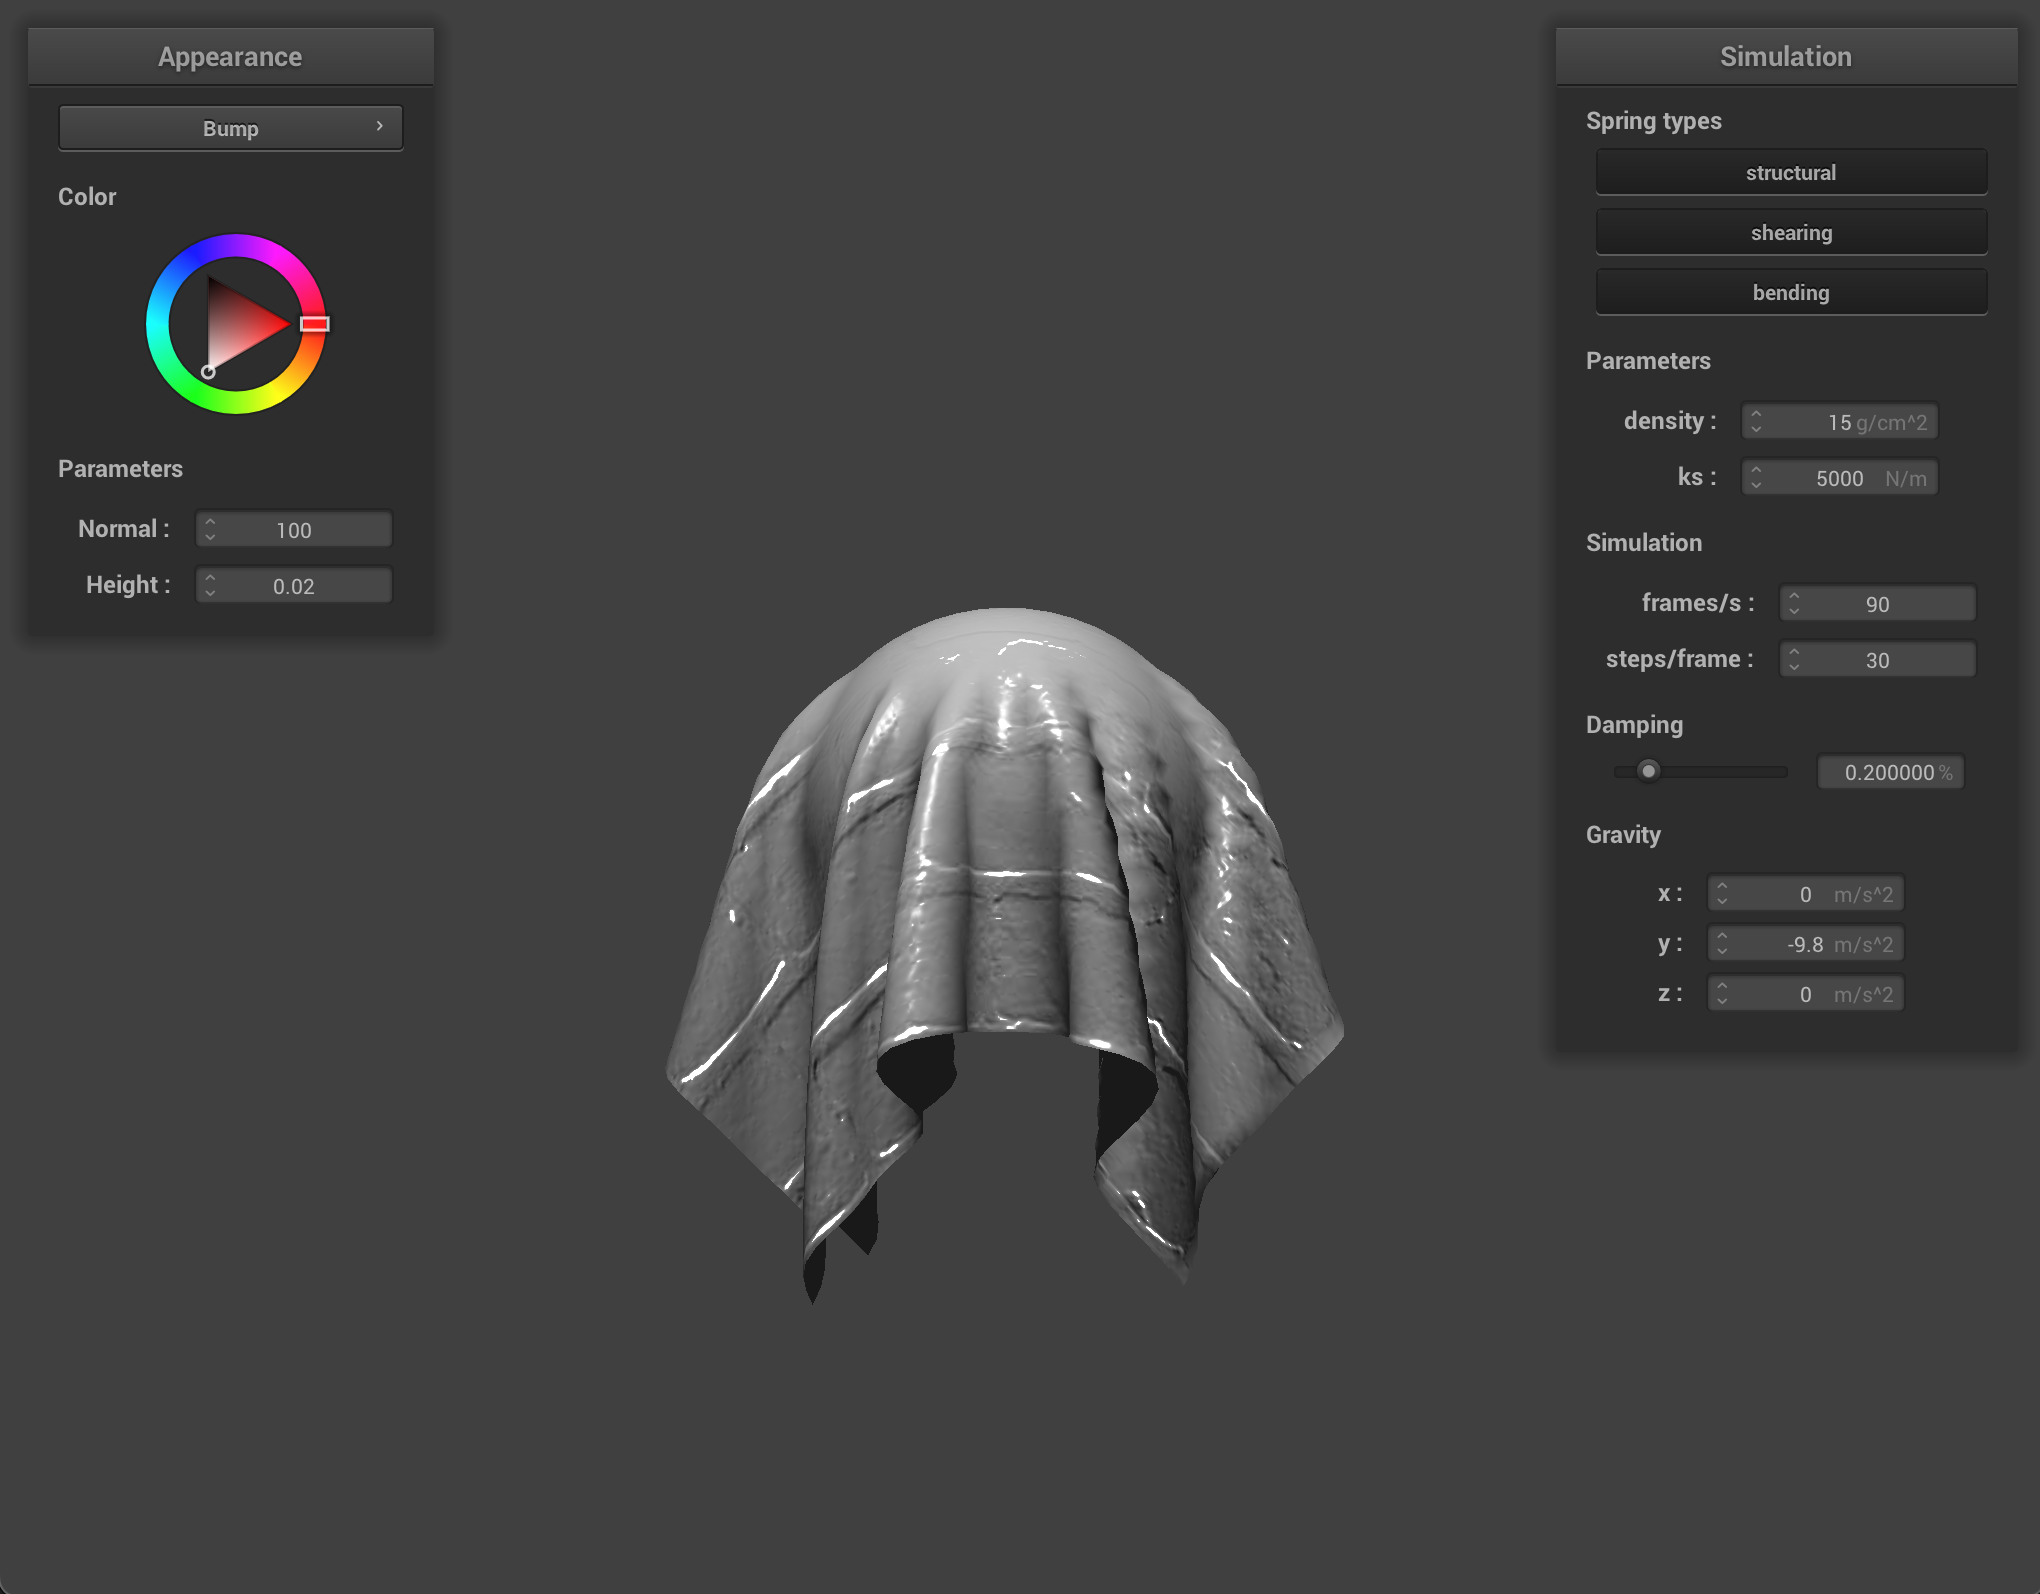 Appearance
Bump
Color
Parameters
Normal : 100
Height : 0.02
Simulation
Spring types
structural
shearing
bending
Parameters
density : 15 g/cm^2
ks : 5000 N/m
Simulation
frames/s : 90
steps/frame : 30
Damping
0.200000 %
Gravity
x : 0 m/s^2
y : -9.8 m/s^2
z : 0 m/s^2